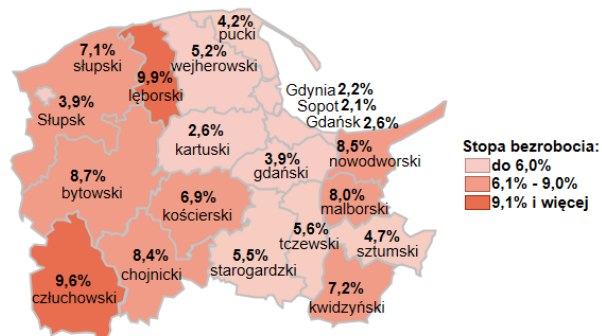 4,2%
pucki
7,1%
słupski
5,2%
wejherowski
9,9%
lęborski
Gdynia 2,2%
Sopot 2,1%
Gdańsk 2,6%
3,9%
Słupsk
2,6%
kartuski
3,9%
gdański
8,5%
nowodworski
Stopa bezrobocia:
do 6,0%
6,1% - 9,0%
9,1% i więcej
8,7%
bytowski
6,9%
kościerski
8,0%
malborski
5,6%
tczewski
4,7%
sztumski
9,6%
człuchowski
8,4%
chojnicki
5,5%
starogardzki
7,2%
kwidzyński